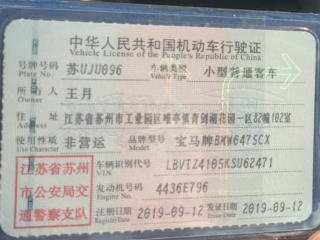 中华人民共和国机动车行驶证
Vehicle License of the People's Republic of China
号牌号码 苏UJU096 车辆类型 小型普通客车
Plate No. Vehicle Type
所有人 王月
Owner
住址 江苏省苏州市工业园区唯亭镇青剑湖花园一区82幢102室
Address
使用性质 非营运 品牌型号 宝马牌BMW6475CX
Use Character Model
江苏省苏州市公安局交通警察支队
车辆识别代号 LBVTZ4105KSU62471
VIN
发动机号码 4436E796
Engine No.
注册日期 2019-09-12 发证日期 2019-09-12
Register Date Issue Date